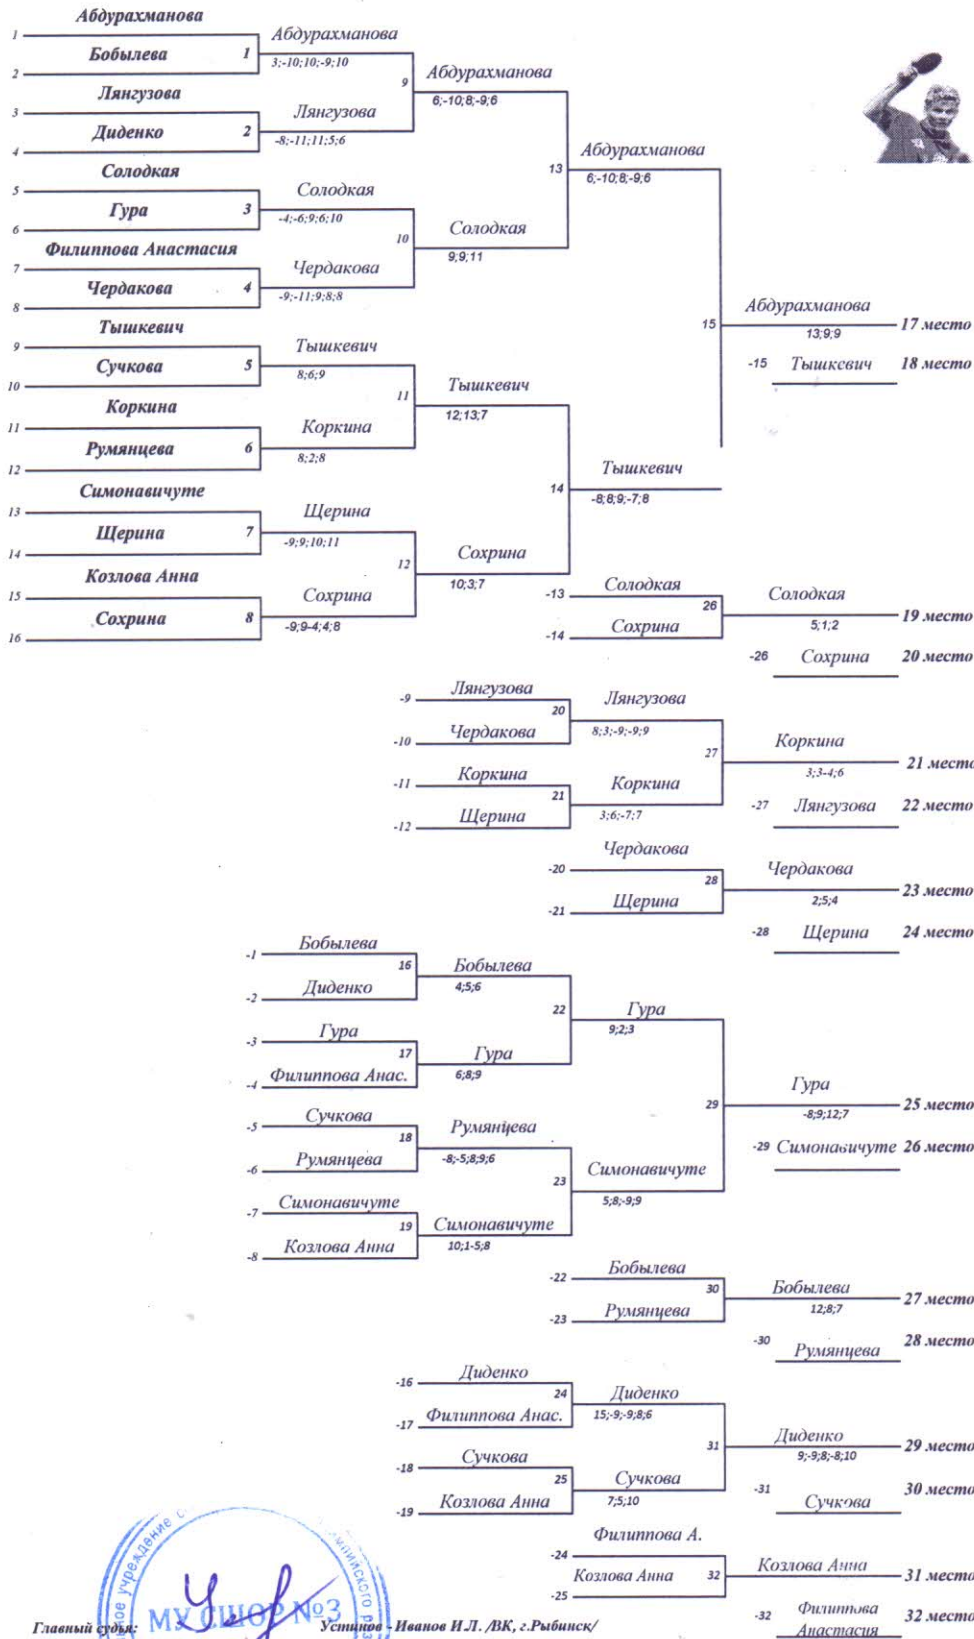 Абдурахманова
1
Абдурахманова
Бобылева 1
3;-10;10;-9;10
2
9
Абдурахманова
Лянгузова
6;-10;8;-9;6
3
Лянгузова
Диденко 2
-8;-11;11;5;6
4
13
Абдурахманова
Солодкая
6;-10;8;-9;6
5
Солодкая
Гура 3
-4;-6;9;6;10
6
10
Солодкая
Филиппова Анастасия
9;9;11
7
Чердакова
Чердакова 4
-9;-11;9;8;8
8
Абдурахманова
15
17 место
Тышкевич
13;9;9
9
Тышкевич
-15 Тышкевич 18 место
Сучкова 5
8;6;9
10
11
Тышкевич
Коркина
12;13;7
11
Коркина
Румянцева 6
8;2;8
12
Тышкевич
14
Симонавичуте
-8;8;9;-7;8
13
Щерина
Щерина 7
-9;9;10;11
14
12
Сохрина
Козлова Анна
10;3;7
15
Сохрина
-13 Солодкая
26
Солодкая
Сохрина 8
-9;9-4;4;8
5;1;2
19 место
16
-14 Сохрина
-26 Сохрина 20 место
-9 Лянгузова
20
Лянгузова
8;3;-9;-9;9
-10 Чердакова
27
Коркина
21 место
3;3-4;6
-11 Коркина
21
Коркина
3;6;-7;7
-12 Щерина
-27 Лянгузова 22 место
-20 Чердакова
28
Чердакова
23 место
2;5;4
-21 Щерина
-28 Щерина 24 место
-1 Бобылева
16
Бобылева
4;5;6
-2 Диденко
22
Гура
9;2;3
-3 Гура
17
Гура
6;8;9
-4 Филиппова Анас.
29
Гура
25 место
-8;9;12;7
-5 Сучкова
18
Румянцева
-8;-5;8;9;6
-6 Румянцева
-29 Симонавичуте 26 место
23
Симонавичуте
5;8;-9;9
-7 Симонавичуте
19
Симонавичуте
10;1-5;8
-8 Козлова Анна
-22 Бобылева
30
Бобылева
27 место
12;8;7
-23 Румянцева
-30 Румянцева 28 место
-16 Диденко
24
Диденко
15;-9;-9;8;6
-17 Филиппова Анас.
31
Диденко
29 место
9;-9;8;-8;10
-18 Сучкова
25
Сучкова
7;5;10
-19 Козлова Анна
-31 Сучкова 30 место
Филиппова А.
-24
Козлова Анна 32
Козлова Анна 31 место
-25
-32 Филиппова 32 место
Анастасия
учреждение
МУ СШОР №3
Главный судья: Устинов - Иванов И.Л. /ВК, г.Рыбинск/